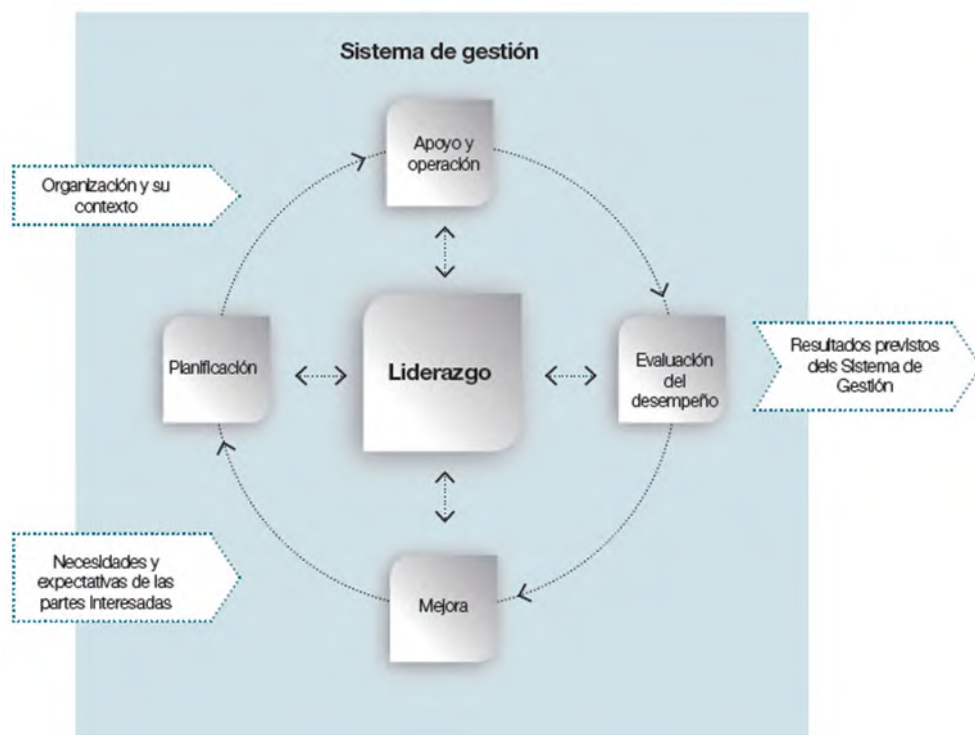 Sistema de gestión
Apoyo y
operación
Organización y su
contexto
Planificación
Liderazgo
Evaluación
del
desempeño
Resultados previstos
dels Sistema de
Gestión
Necesidades y
expectativas de las
partes interesadas
Mejora